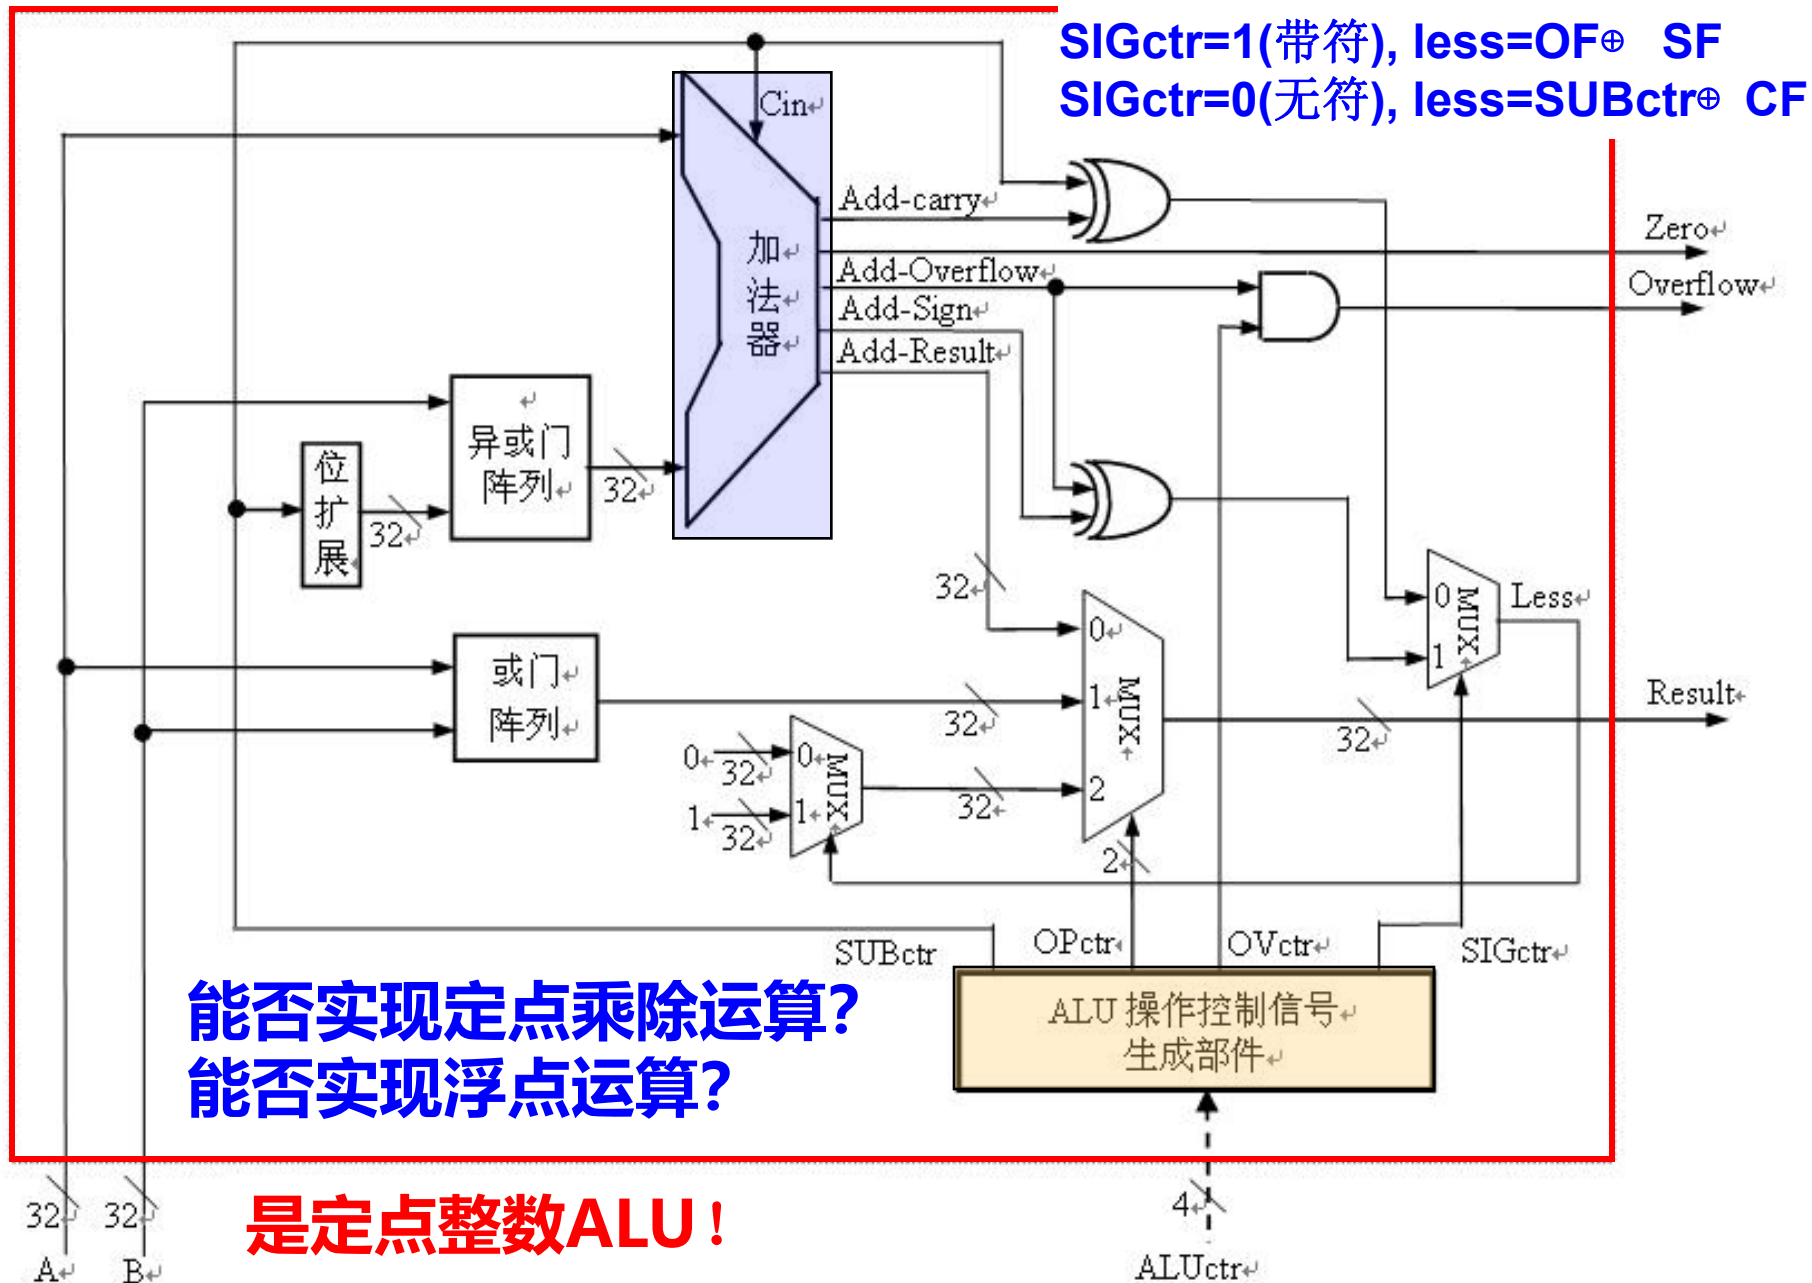 SIGctr=1(带符), less=OF⊕ SF
SIGctr=0(无符), less=SUBctr⊕ CF
Cin
Add-carry
Zero
加
法
器
Add-Overflow
Overflow
Add-Sign
Add-Result
异或门
阵列
32
位
扩
展
32
32
0
MUX
1
Less
或门
阵列
0
1
2
MUX
32
32
32
Result
0
32
0
MUX
1
32
1
32
2
SUBctr
OPctr
OVctr
SIGctr
能否实现定点乘除运算?
能否实现浮点运算?
ALU 操作控制信号
生成部件
32
32
4
是定点整数ALU!
A
B
ALUctr